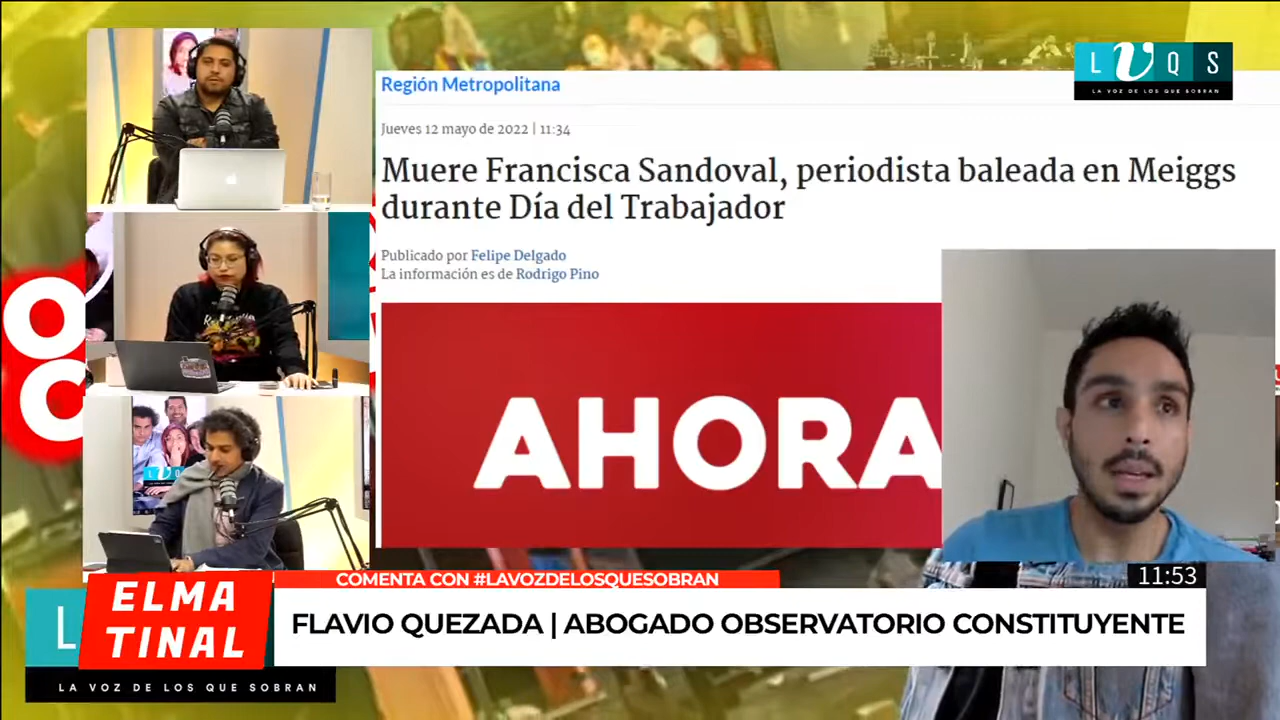 Región Metropolitana
L V Q S
LA VOZ DE LOS QUE SOBRAN
Jueves 12 mayo de 2022 | 11:34
Muere Francisca Sandoval, periodista baleada en Meiggs
durante Día del Trabajador
Publicado por Felipe Delgado
La información es de Rodrigo Pino
AHORA
COMENTA CON #LAVOZDELOSQUESOBRAN
11:53
ELMA
TINAL
FLAVIO QUEZADA | ABOGADO OBSERVATORIO CONSTITUYENTE
L
LA VOZ DE LOS QUE SOBRAN